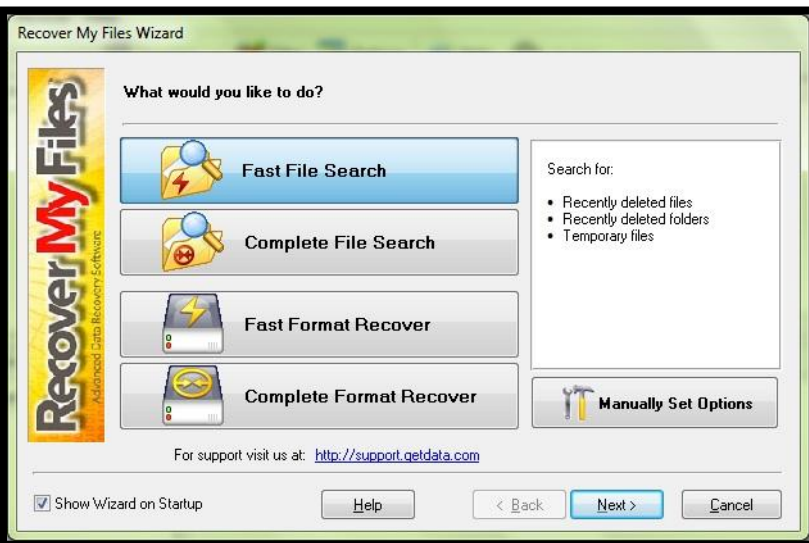 Recover My Files Wizard
Recover My Files
Advanced Data Recovery Software
What would you like to do?
Fast File Search
Complete File Search
Fast Format Recover
Complete Format Recover
Search for:
• Recently deleted files
• Recently deleted folders
• Temporary files
Manually Set Options
For support visit us at: http://support.getdata.com
Show Wizard on Startup
Help
< Back
Next >
Cancel